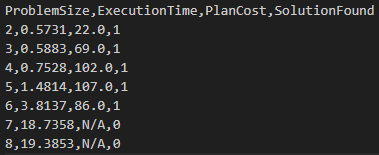 ProblemSize,ExecutionTime,PlanCost,SolutionFound
2,0.5731,22.0,1
3,0.5883,69.0,1
4,0.7528,102.0,1
5,1.4814,107.0,1
6,3.8137,86.0,1
7,18.7358,N/A,0
8,19.3853,N/A,0